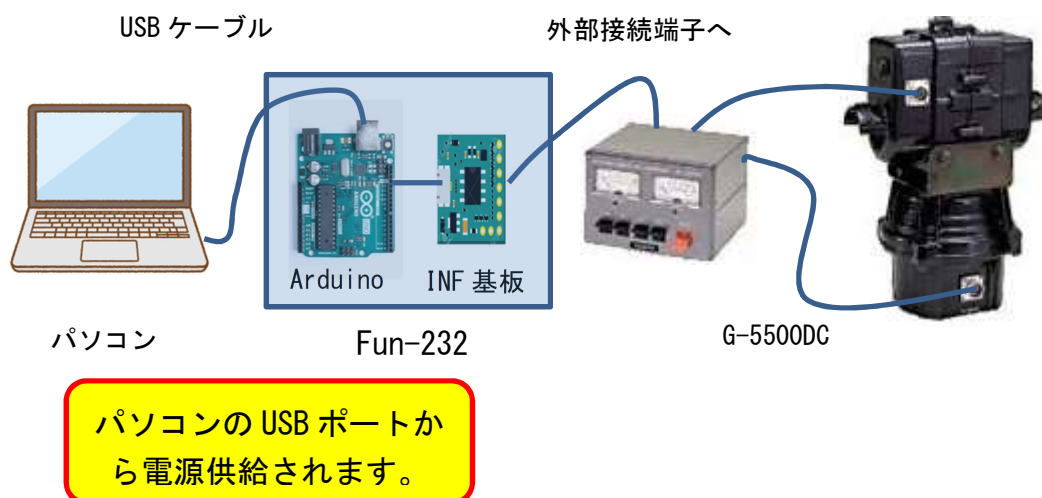 USB ケーブル
外部接続端子へ
ARDUINO
Arduino
INF 基板
パソコン
Fun-232
G-5500DC
パソコンの USB ポートか
ら電源供給されます。